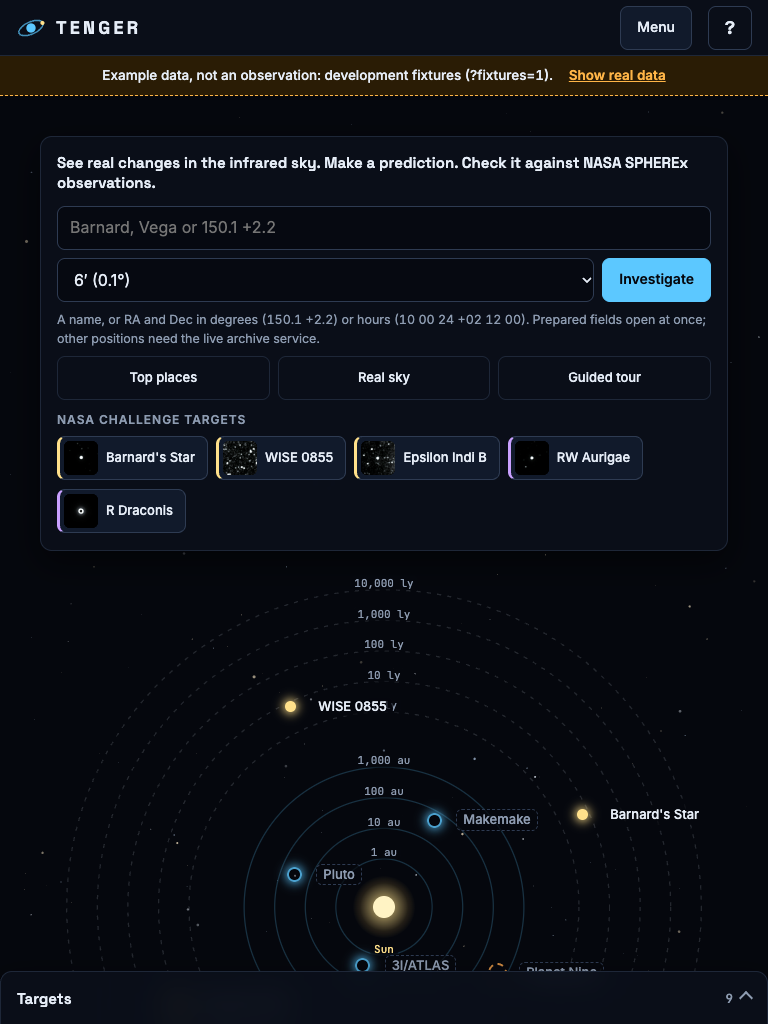 TENGER
Menu
?
Example data, not an observation: development fixtures (?fixtures=1). Show real data
See real changes in the infrared sky. Make a prediction. Check it against NASA SPHEREx
observations.
Barnard, Vega or 150.1 +2.2
6′ (0.1°)
Investigate
A name, or RA and Dec in degrees (150.1 +2.2) or hours (10 00 24 +02 12 00). Prepared fields open at once;
other positions need the live archive service.
Top places
Real sky
Guided tour
NASA CHALLENGE TARGETS
Barnard's Star
WISE 0855
Epsilon Indi B
RW Aurigae
R Draconis
10,000 ly
1,000 ly
100 ly
10 ly
WISE 0855
1,000 au
100 au
Barnard's Star
Makemake
10 au
1 au
Pluto
Sun
3I/ATLAS
Planet Nine
Targets
9